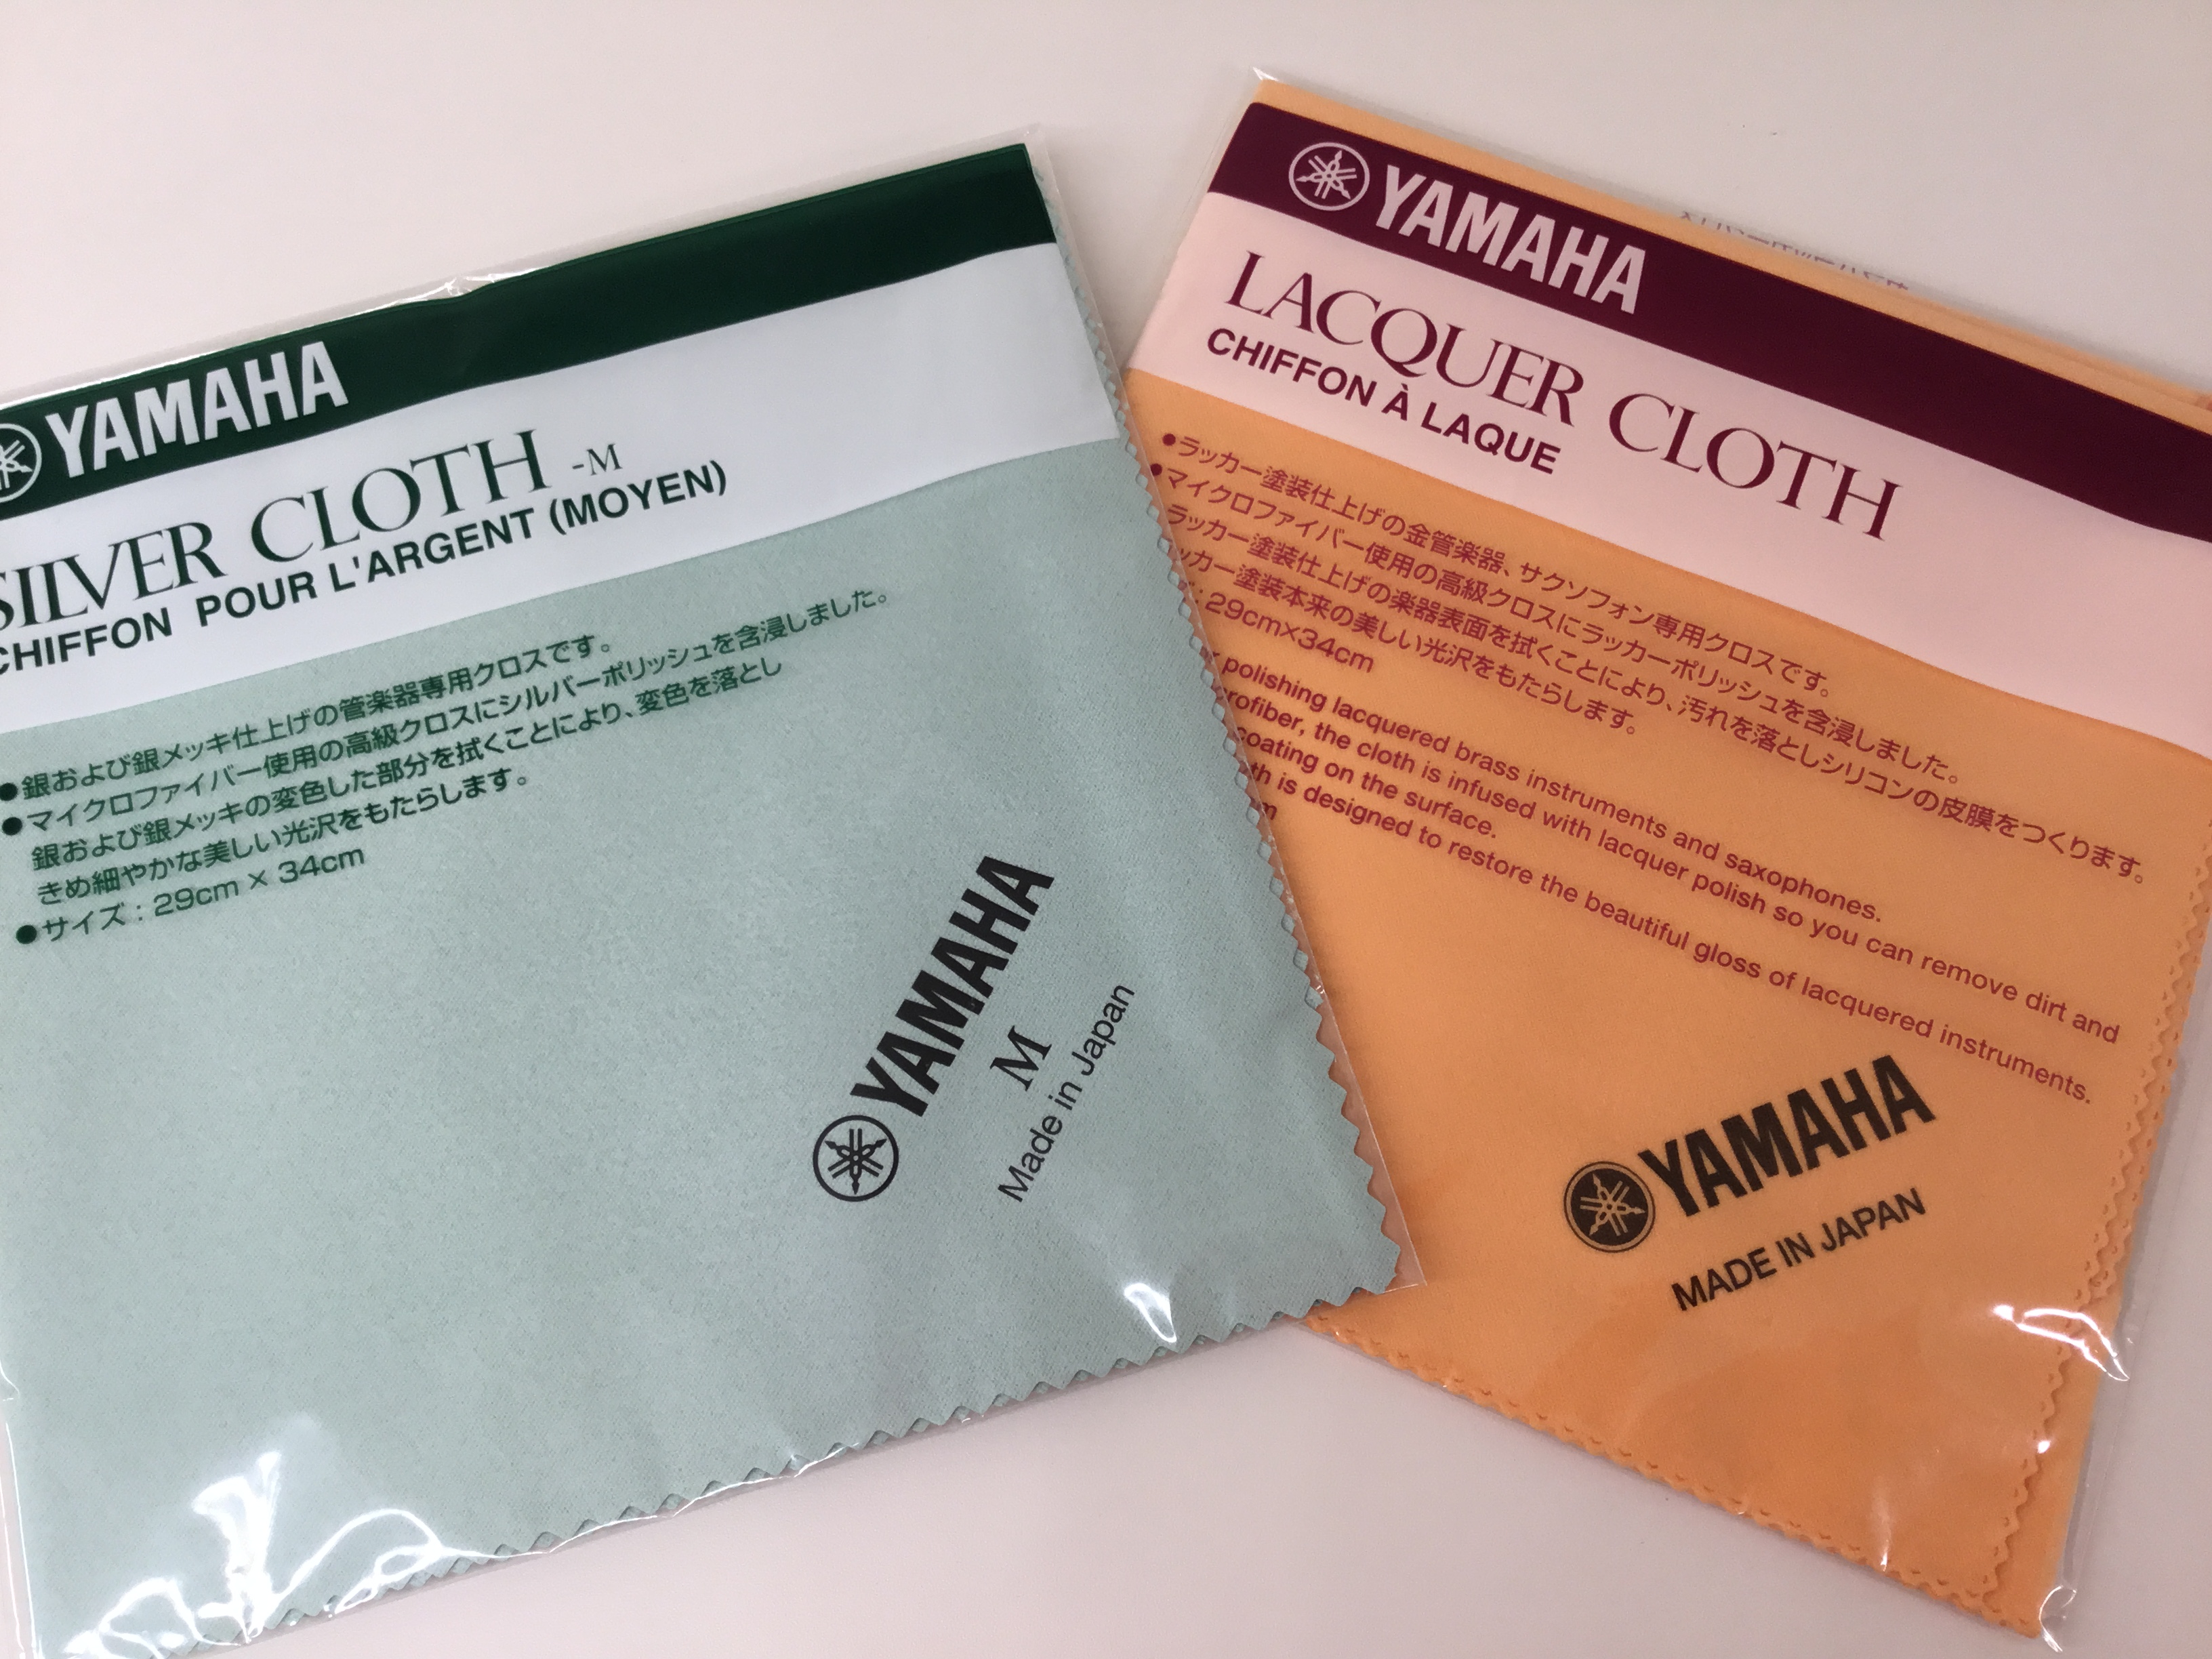 YAMAHA
SILVER CLOTH -M
CHIFFON POUR L'ARGENT (MOYEN)
●銀および銀メッキ仕上げの管楽器専用クロスです。
●マイクロファイバー使用の高級クロスにシルバーポリッシュを含浸しました。
銀および銀メッキの変色した部分を拭くことにより、変色を落とし
きめ細やかな美しい光沢をもたらします。
●サイズ：29cm × 34cm
YAMAHA
M
Made in Japan
YAMAHA
LACQUER CLOTH
CHIFFON À LAQUE
●ラッカー塗装仕上げの金管楽器、サクソフォン専用クロスです。
●マイクロファイバー使用の高級クロスにラッカーポリッシュを含浸しました。
ラッカー塗装仕上げの楽器表面を拭くことにより、汚れを落としシリコンの皮膜をつくります。
ッカー塗装本来の美しい光沢をもたらします。
：29cm×34cm
polishing lacquered brass instruments and saxophones.
rofiber, the cloth is infused with lacquer polish so you can remove dirt and
coating on the surface.
th is designed to restore the beautiful gloss of lacquered instruments.
m
YAMAHA
MADE IN JAPAN